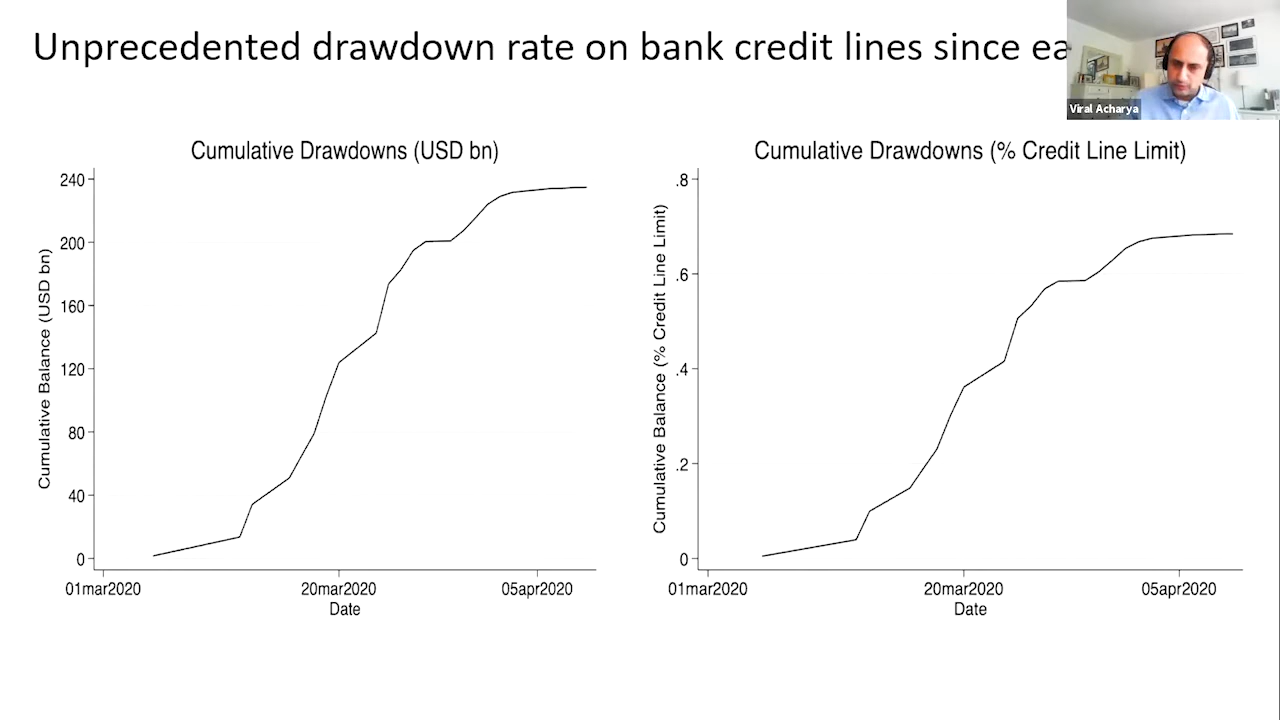 Unprecedented drawdown rate on bank credit lines since
Viral Acharya
Cumulative Drawdowns (USD bn)
Cumulative Balance (USD bn)
240
200
160
120
80
40
0
01mar2020 20mar2020 05apr2020
Date
Cumulative Drawdowns (% Credit Line Limit)
Cumulative Balance (% Credit Line Limit)
.8
.6
.4
.2
0
01mar2020 20mar2020 05apr2020
Date